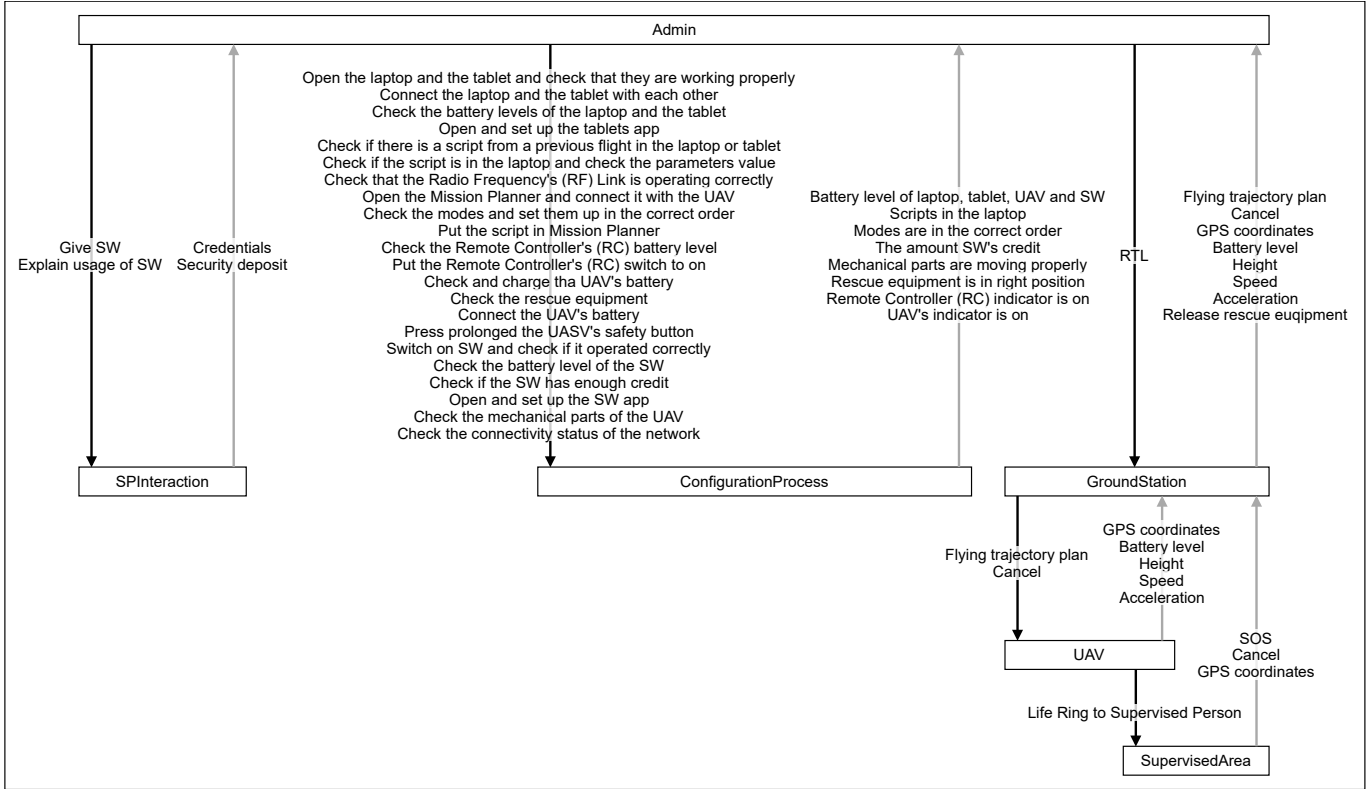 Admin
Open the laptop and the tablet and check that they are working properly
Connect the laptop and the tablet with each other
Check the battery levels of the laptop and the tablet
Open and set up the tablets app
Check if there is a script from a previous flight in the laptop or tablet
Check if the script is in the laptop and check the parameters value
Check that the Radio Frequency's (RF) Link is operating correctly
Open the Mission Planner and connect it with the UAV
Check the modes and set them up in the correct order
Put the script in Mission Planner
Check the Remote Controller's (RC) battery level
Put the Remote Controller's (RC) switch to on
Check and charge tha UAV's battery
Check the rescue equipment
Connect the UAV's battery
Press prolonged the UASV's safety button
Switch on SW and check if it operated correctly
Check the battery level of the SW
Check if the SW has enough credit
Open and set up the SW app
Check the mechanical parts of the UAV
Check the connectivity status of the network
Give SW
Explain usage of SW
Credentials
Security deposit
Battery level of laptop, tablet, UAV and SW
Scripts in the laptop
Modes are in the correct order
The amount SW's credit
Mechanical parts are moving properly
Rescue equipment is in right position
Remote Controller (RC) indicator is on
UAV's indicator is on
RTL
Flying trajectory plan
Cancel
GPS coordinates
Battery level
Height
Speed
Acceleration
Release rescue euqipment
SPInteraction
ConfigurationProcess
GroundStation
Flying trajectory plan
Cancel
GPS coordinates
Battery level
Height
Speed
Acceleration
SOS
Cancel
GPS coordinates
UAV
Life Ring to Supervised Person
SupervisedArea